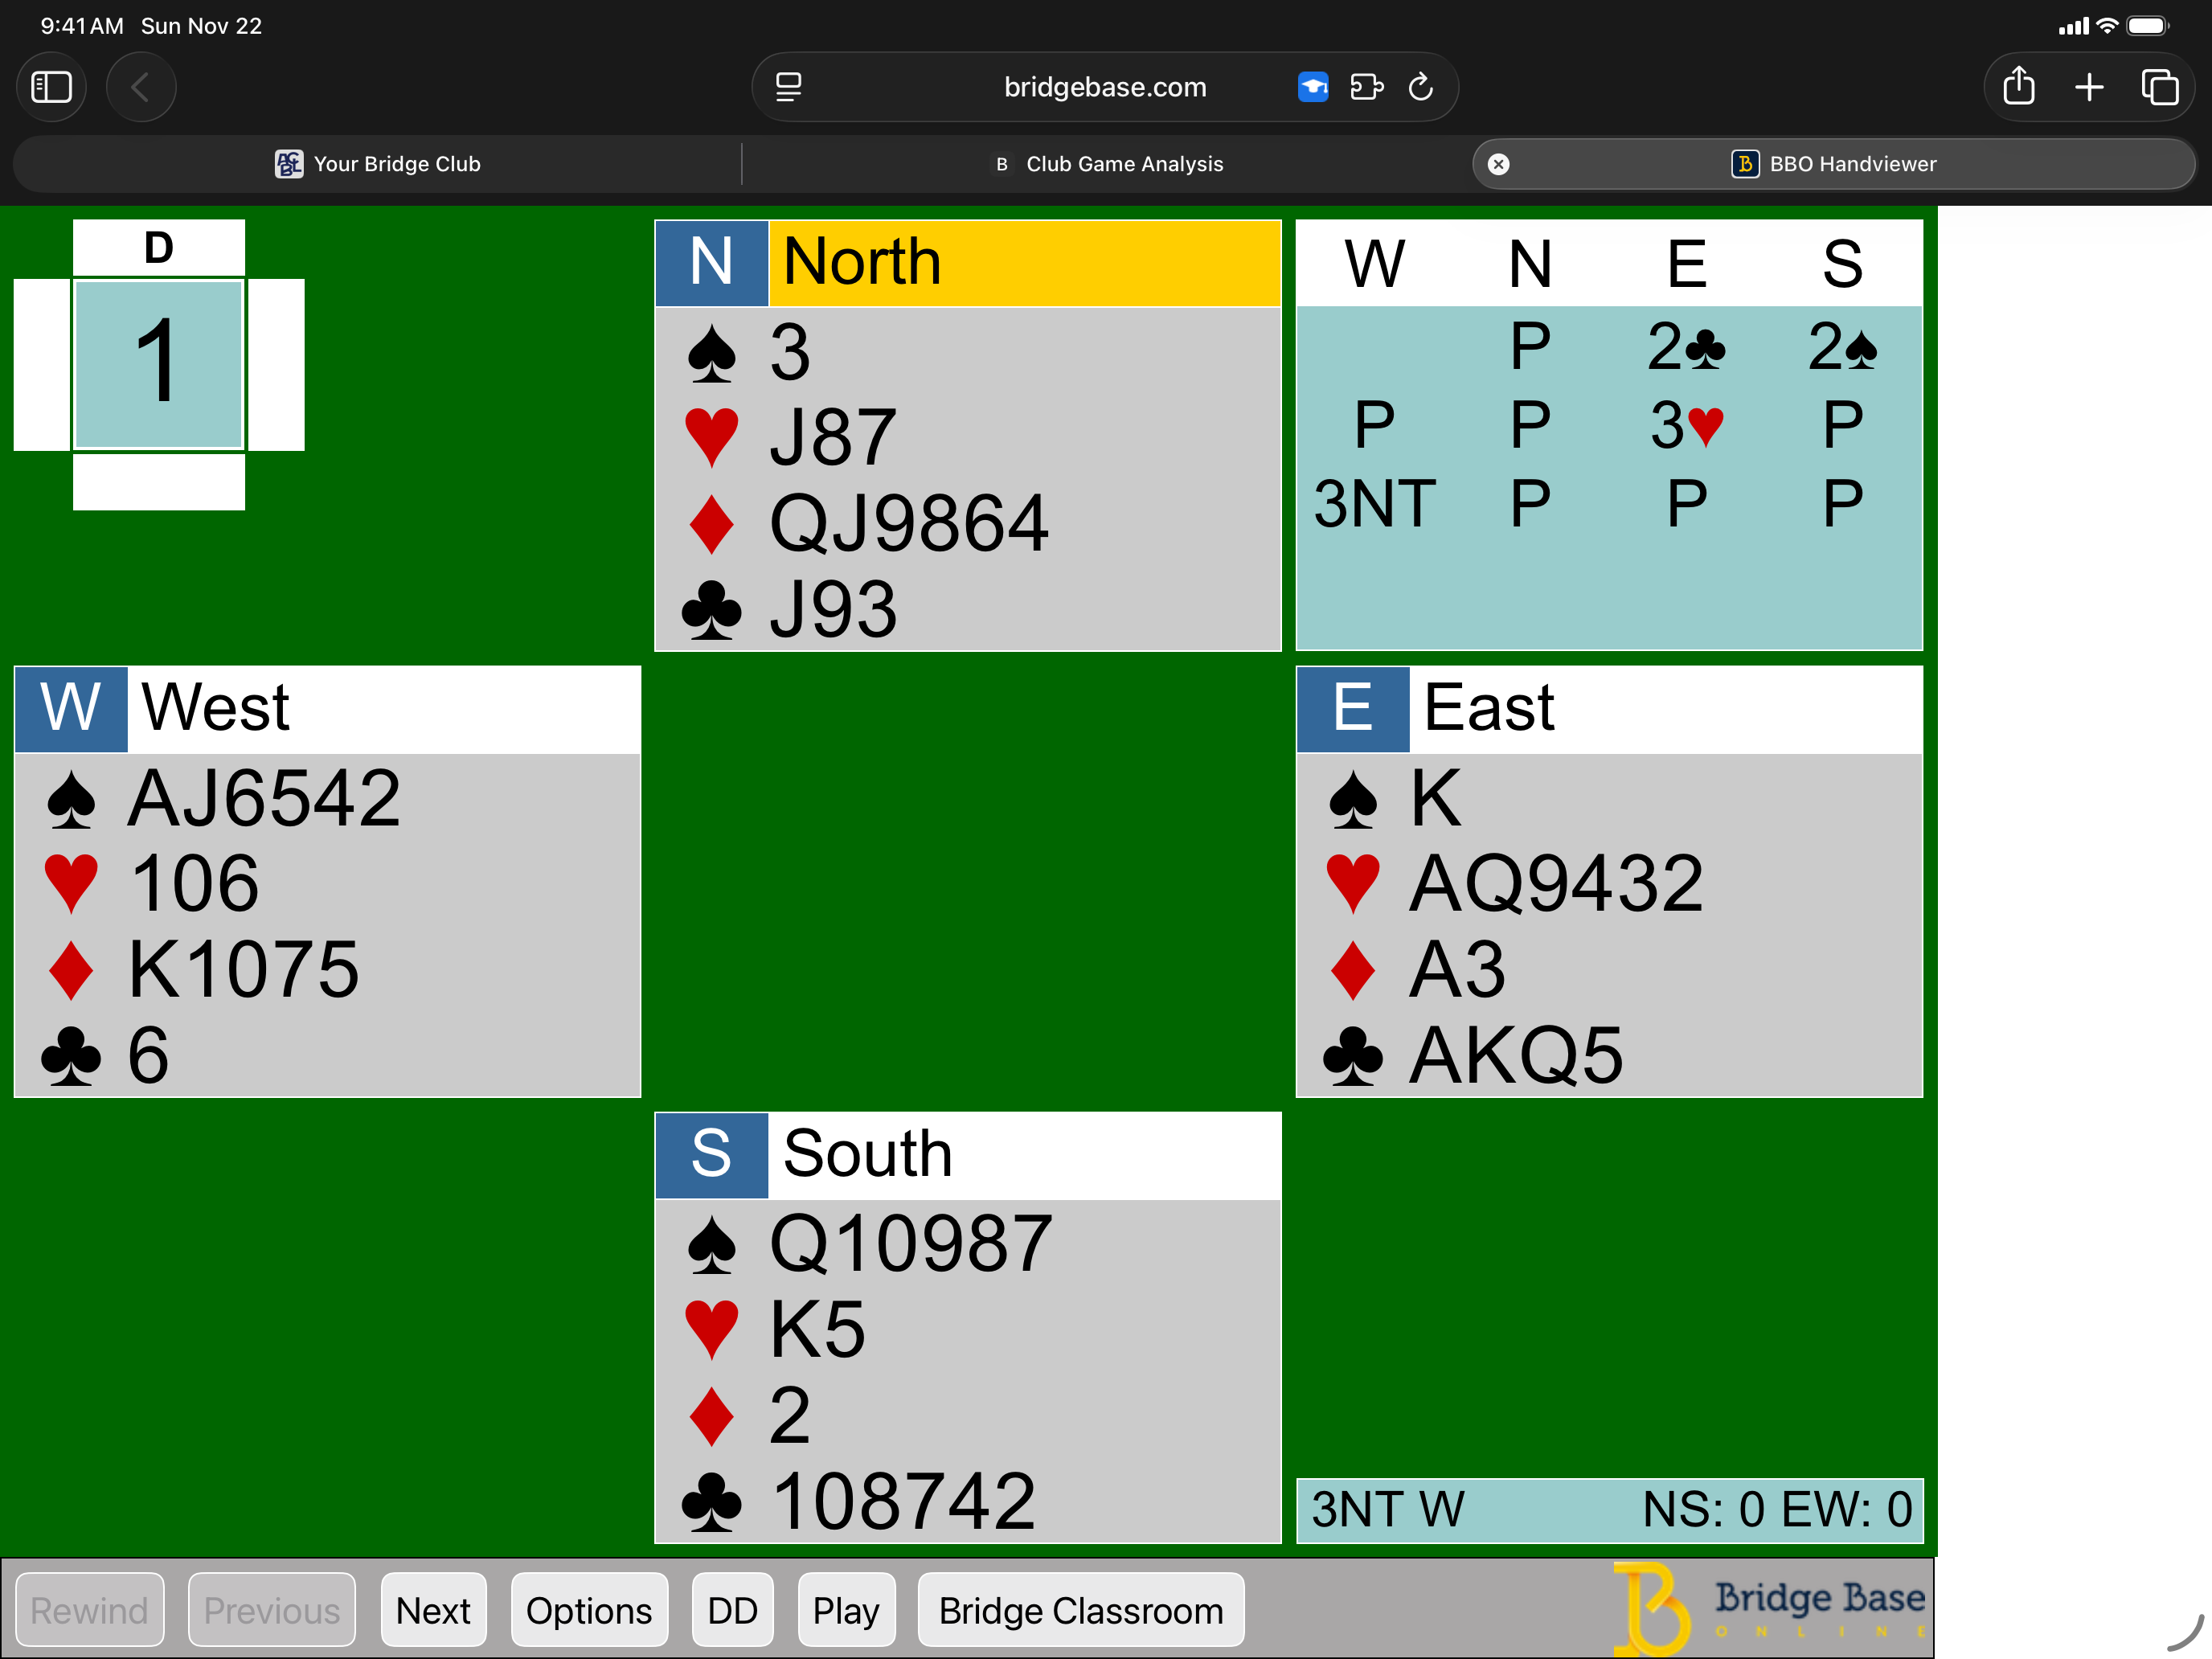 9:41 AM Sun Nov 22
bridgebase.com
Your Bridge Club
B Club Game Analysis
BBO Handviewer
D
1
N North
♠ 3
♥ J87
♦ QJ9864
♣ J93
W N E S
P 2♣ 2♠
P P 3♥ P
3NT P P P
W West
♠ AJ6542
♥ 106
♦ K1075
♣ 6
E East
♠ K
♥ AQ9432
♦ A3
♣ AKQ5
S South
♠ Q10987
♥ K5
♦ 2
♣ 108742
3NT W NS: 0 EW: 0
Rewind Previous Next Options DD Play Bridge Classroom
Bridge Base
ONLINE